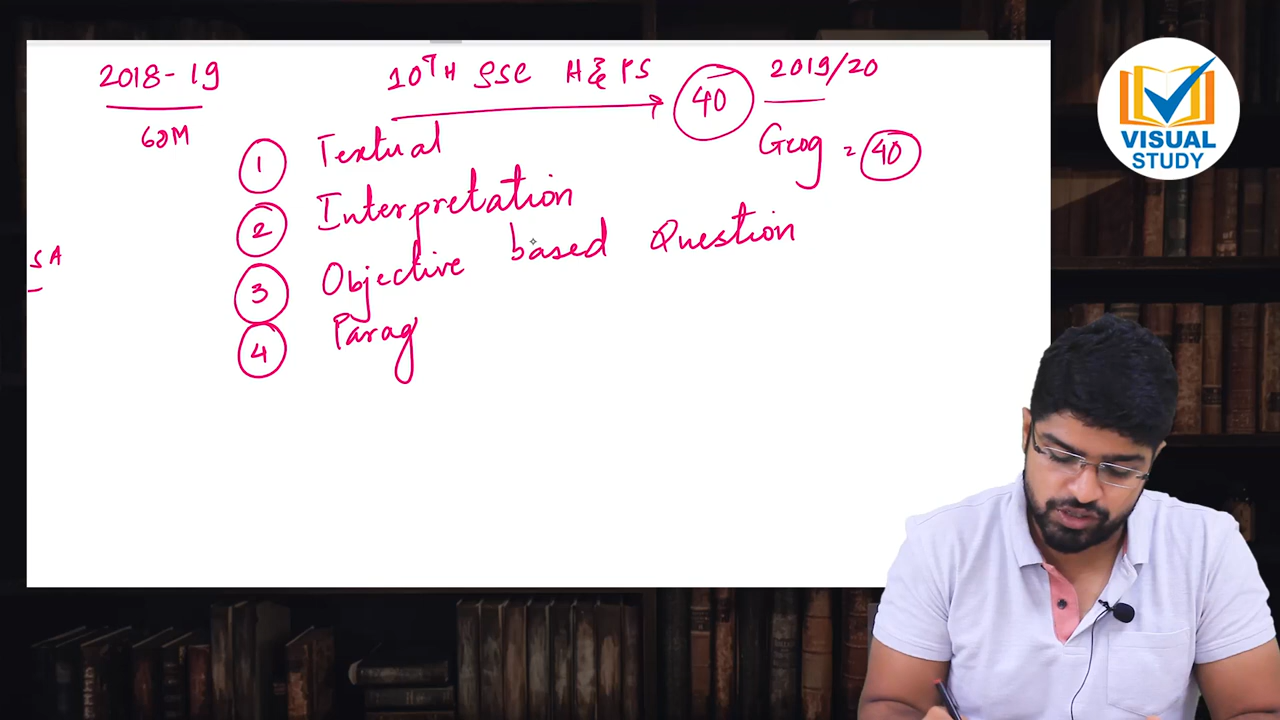 2018-19
60M
10TH SSC H&PS
40
2019/20
Geog = 40
1 Textual
2 Interpretation
3 Objective based Question
4 Parag
SA
VISUAL
STUDY